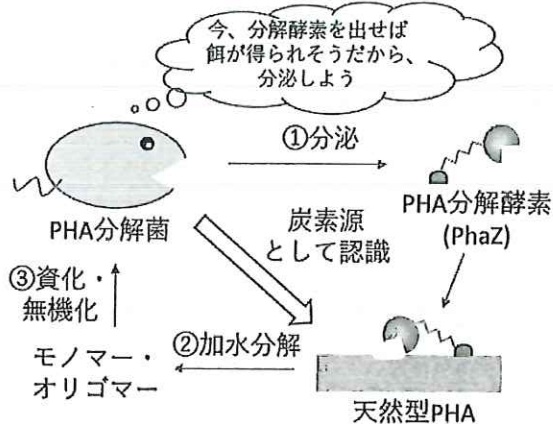 今、分解酵素を出せば
餌が得られそうだから、
分泌しよう
①分泌
PHA分解菌
PHA分解酵素
(PhaZ)
炭素源
として認識
③資化・
無機化
②加水分解
モノマー・
オリゴマー
天然型PHA